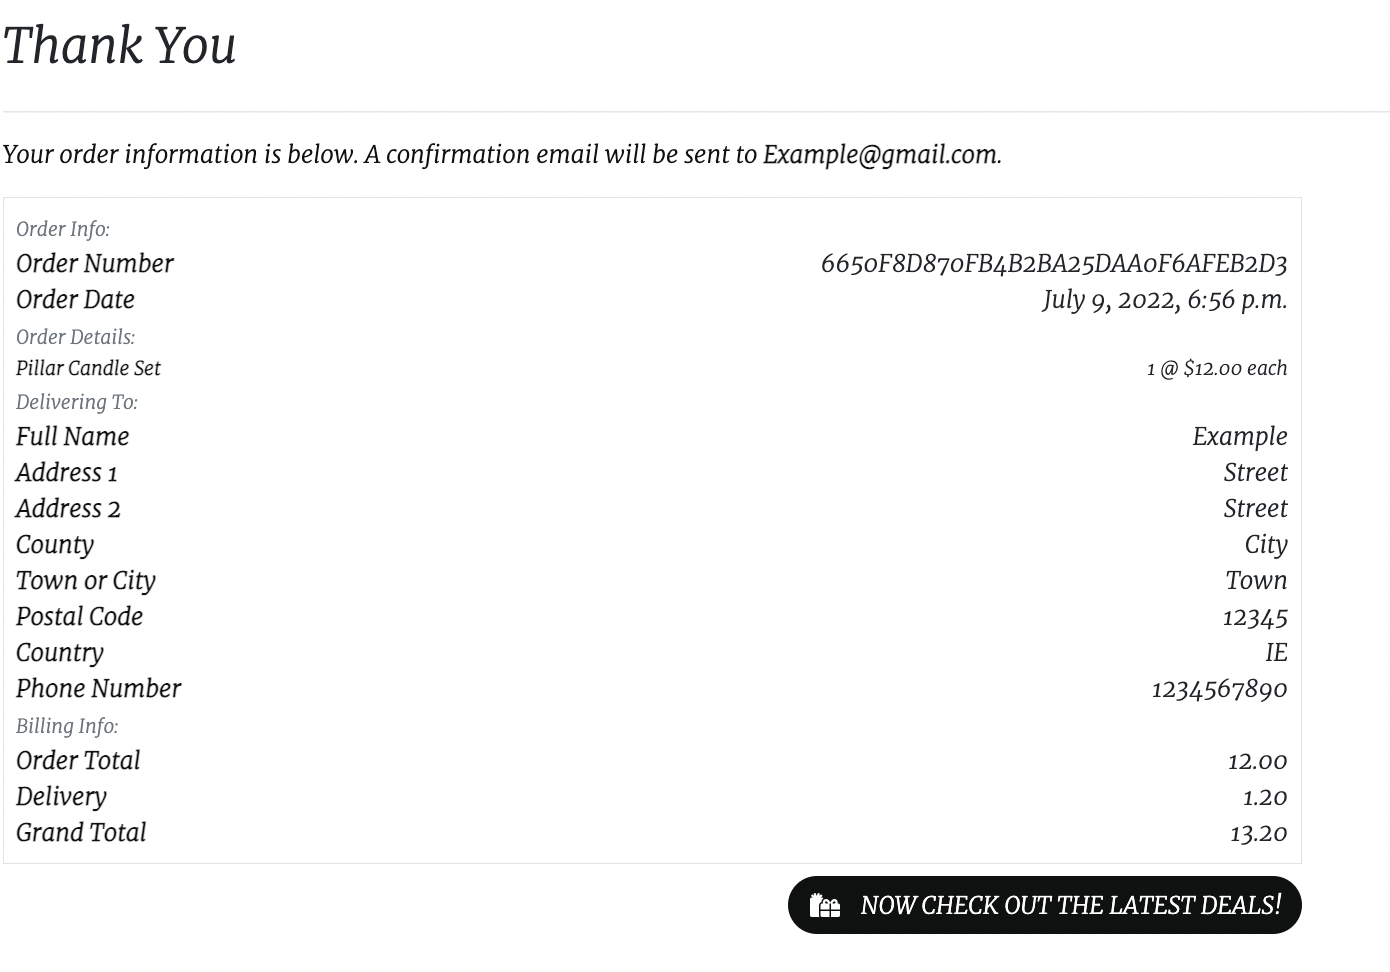 Thank You
Your order information is below. A confirmation email will be sent to Example@gmail.com.
Order Info:
Order Number 6650F8D870FB4B2BA25DAA0F6AFEB2D3
Order Date July 9, 2022, 6:56 p.m.
Order Details:
Pillar Candle Set 1 @ $12.00 each
Delivering To:
Full Name Example
Address 1 Street
Address 2 Street
County City
Town or City Town
Postal Code 12345
Country IE
Phone Number 1234567890
Billing Info:
Order Total 12.00
Delivery 1.20
Grand Total 13.20
NOW CHECK OUT THE LATEST DEALS!